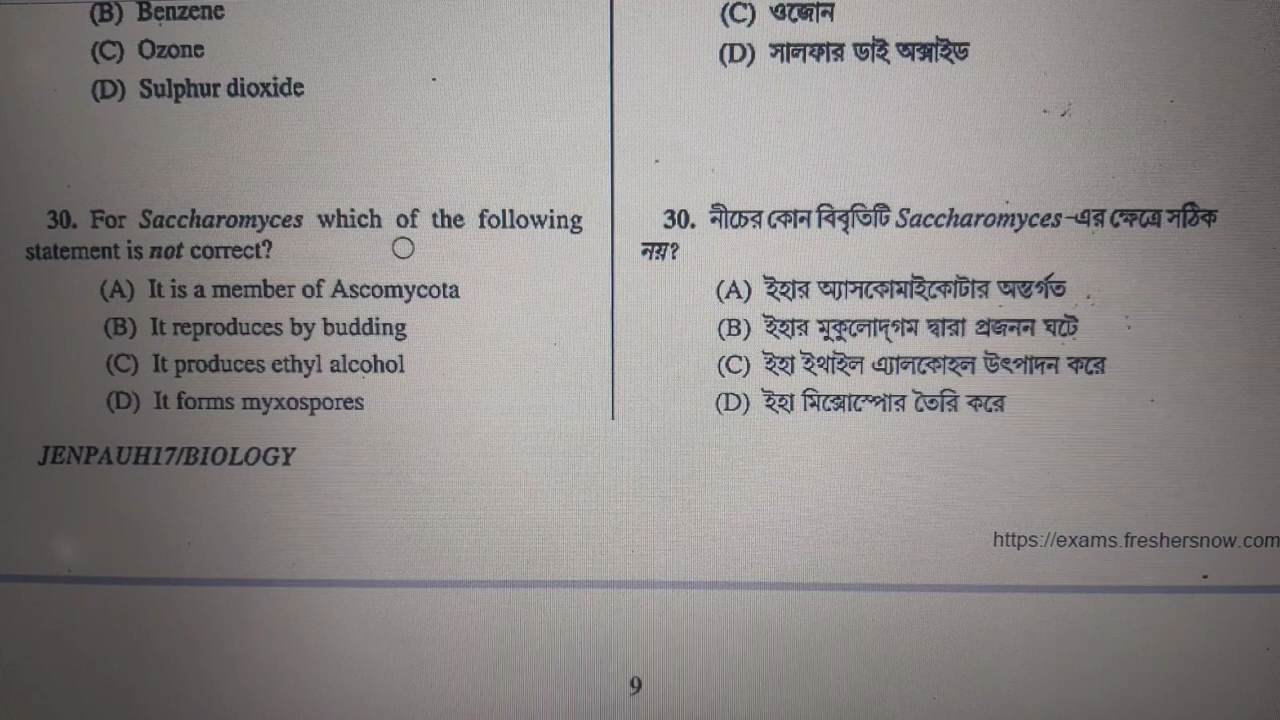 (B) Benzene
(C) Ozone
(D) Sulphur dioxide
30. For Saccharomyces which of the following
statement is not correct?
(A) It is a member of Ascomycota
(B) It reproduces by budding
(C) It produces ethyl alcohol
(D) It forms myxospores
JENPAUH17/BIOLOGY
(C) ওজোন
(D) সালফার ডাই অক্সাইড
30. নীচের কোন বিবৃতিটি Saccharomyces-এর ক্ষেত্রে সঠিক
নয়?
(A) ইহার অ্যাসকোমাইকোটার অন্তর্গত
(B) ইহার মুকুলোদ্গম দ্বারা প্রজনন ঘটে
(C) ইহা ইথাইল এ্যালকোহল উৎপাদন করে
(D) ইহা মিক্সোস্পোর তৈরি করে
https://exams.freshersnow.com
9